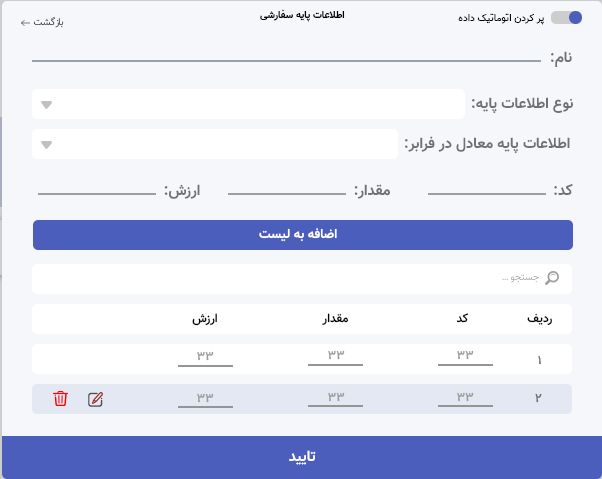 پر کردن اتوماتیک داده
اطلاعات پایه سفارشی
بازگشت ←
نام:
نوع اطلاعات پایه:
اطلاعات پایه معادل در فرابر:
کد: مقدار: ارزش:
اضافه به لیست
جستجو ...
ردیف کد مقدار ارزش
۱ ۳۳ ۳۳ ۳۳
۲ ۳۳ ۳۳ ۳۳
تایید